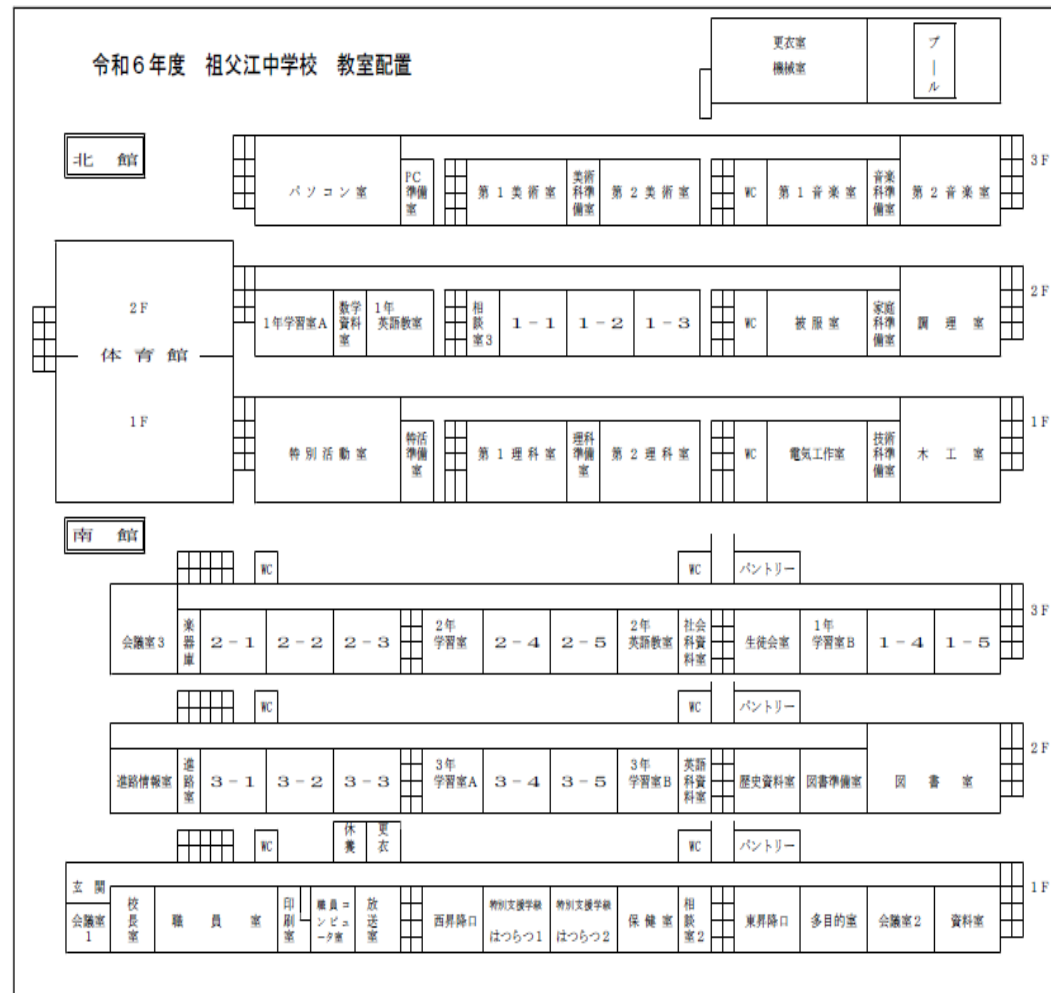 令和６年度　祖父江中学校　教室配置
更衣室
機械室
プール
北　館
3F
パソコン室
PC準備室
第１美術室
美術科準備室
第２美術室
WC
第１音楽室
音楽科準備室
第２音楽室
2F
体育館
1F
2F
1年学習室A
数学資料室
1年英語教室
相談室3
1-1
1-2
1-3
WC
被服室
家庭科準備室
調理室
1F
特別活動室
特活準備室
第１理科室
理科準備室
第２理科室
WC
電気工作室
技術科準備室
木工室
南　館
WC
WC
パントリー
3F
会議室3
楽器庫
2-1
2-2
2-3
2年学習室
2-4
2-5
2年英語教室
社会科資料室
生徒会室
1年学習室B
1-4
1-5
WC
WC
パントリー
2F
進路情報室
進路室
3-1
3-2
3-3
3年学習室A
3-4
3-5
3年学習室B
英語科資料室
歴史資料室
図書準備室
図書室
WC
休養
更衣
WC
パントリー
1F
玄関
会議室1
校長室
職員室
印刷室
職員コンピュータ室
放送室
西昇降口
特別支援学級
はつらつ1
特別支援学級
はつらつ2
保健室
相談室2
東昇降口
多目的室
会議室2
資料室